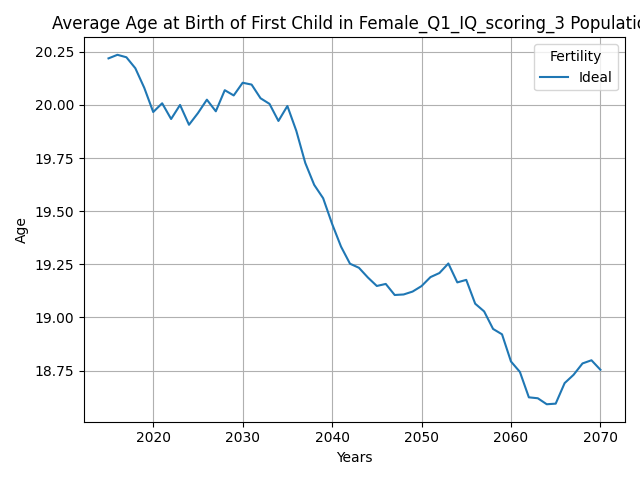 Average Age at Birth of First Child in Female_Q1_IQ_scoring_3 Populatio
Fertility
Ideal
Age
20.25
20.00
19.75
19.50
19.25
19.00
18.75
2020 2030 2040 2050 2060 2070
Years